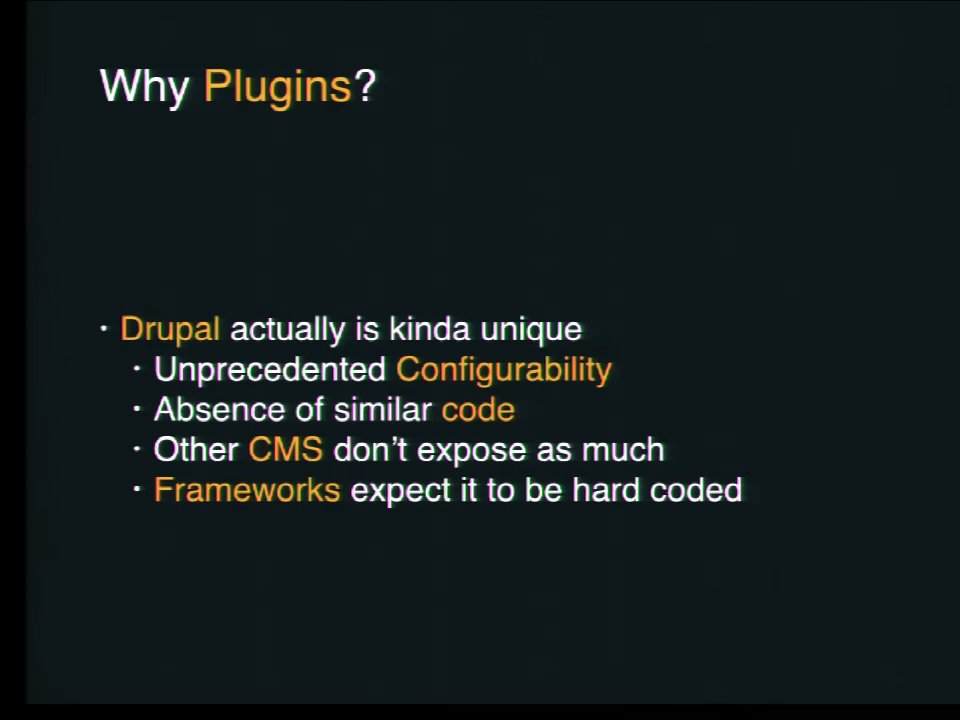 Why Plugins?
· Drupal actually is kinda unique
· Unprecedented Configurability
· Absence of similar code
· Other CMS don't expose as much
· Frameworks expect it to be hard coded